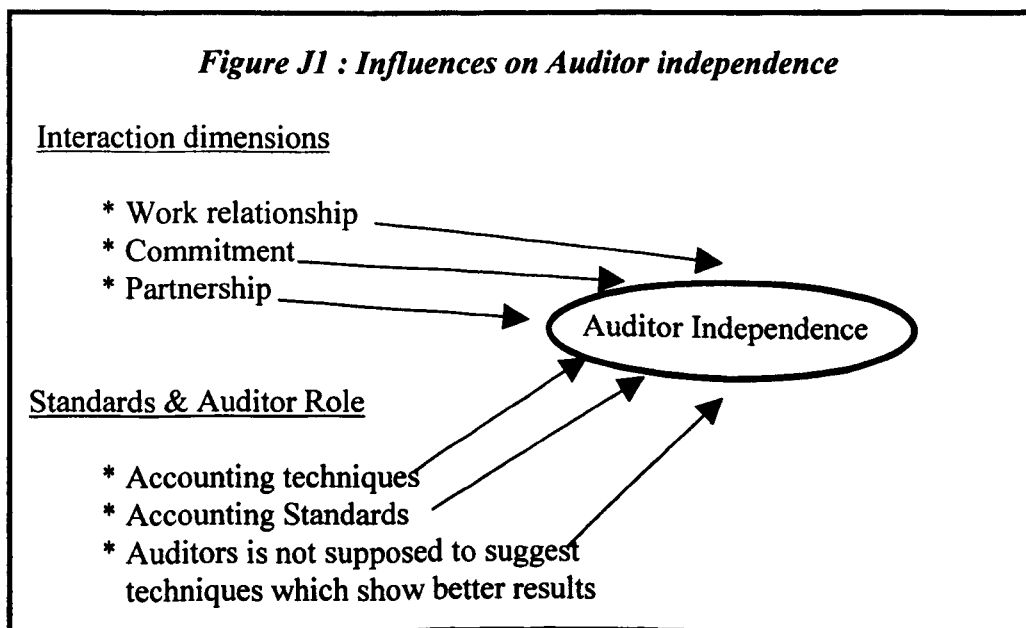 Figure J1 : Influences on Auditor independence
Interaction dimensions
* Work relationship
* Commitment
* Partnership
Auditor Independence
Standards & Auditor Role
* Accounting techniques
* Accounting Standards
* Auditors is not supposed to suggest
techniques which show better results